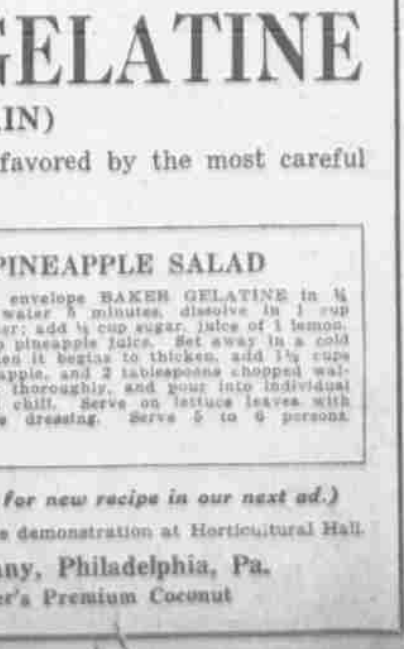 GELATINE
IN)
favored by the most careful
PINEAPPLE SALAD
envelope BAKER GELATINE in ¼
water 5 minutes, dissolve in 1 cup
er; add ¼ cup sugar, juice of 1 lemon,
pineapple juice. Set away in a cold
en it begins to thicken, add 1½ cups
apple, and 2 tablespoons chopped wal-
thoroughly, and pour into individual
chill. Serve on lettuce leaves with
dressing. Serve 5 to 6 persons.
for new recipe in our next ad.)
demonstration at Horticultural Hall.
any, Philadelphia, Pa.
er's Premium Coconut